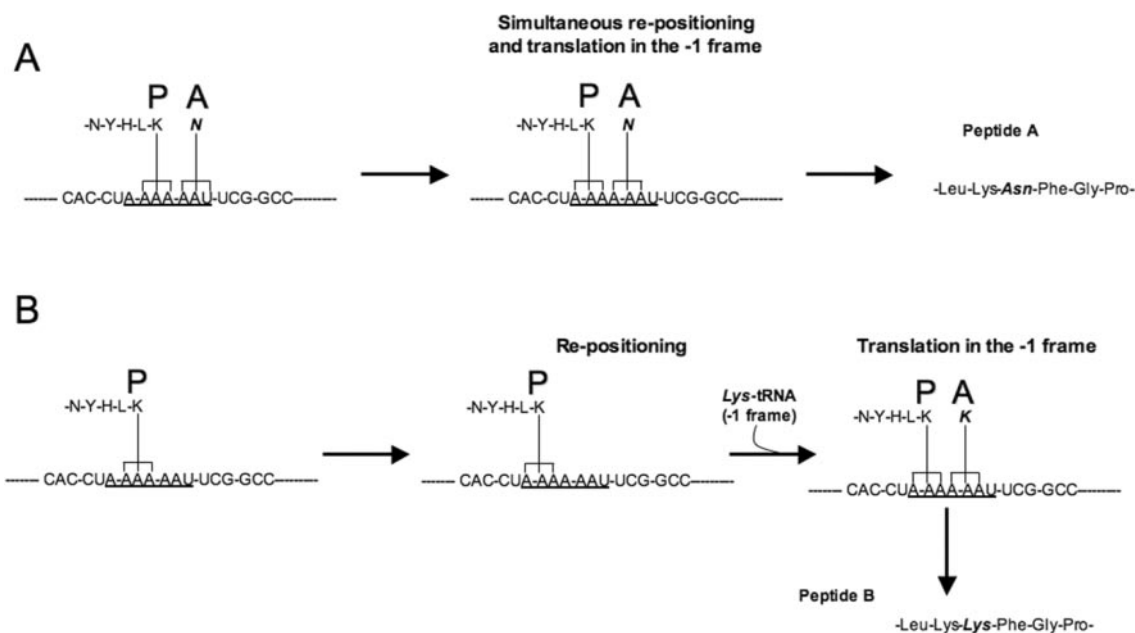 A
Simultaneous re-positioning
and translation in the -1 frame
P A
-N-Y-H-L-K N
------ CAC-CUA-AAA-AAU-UCG-GCC---------
P A
-N-Y-H-L-K N
------ CAC-CUA-AAA-AAU-UCG-GCC---------
Peptide A
-Leu-Lys-Asn-Phe-Gly-Pro-
B
Re-positioning
Translation in the -1 frame
P
-N-Y-H-L-K
------ CAC-CUA-AAA-AAU-UCG-GCC---------
P
-N-Y-H-L-K
------ CAC-CUA-AAA-AAU-UCG-GCC---------
Lys-tRNA
(-1 frame)
P A
-N-Y-H-L-K K
------ CAC-CUA-AAA-AAU-UCG-GCC---------
Peptide B
-Leu-Lys-Lys-Phe-Gly-Pro-